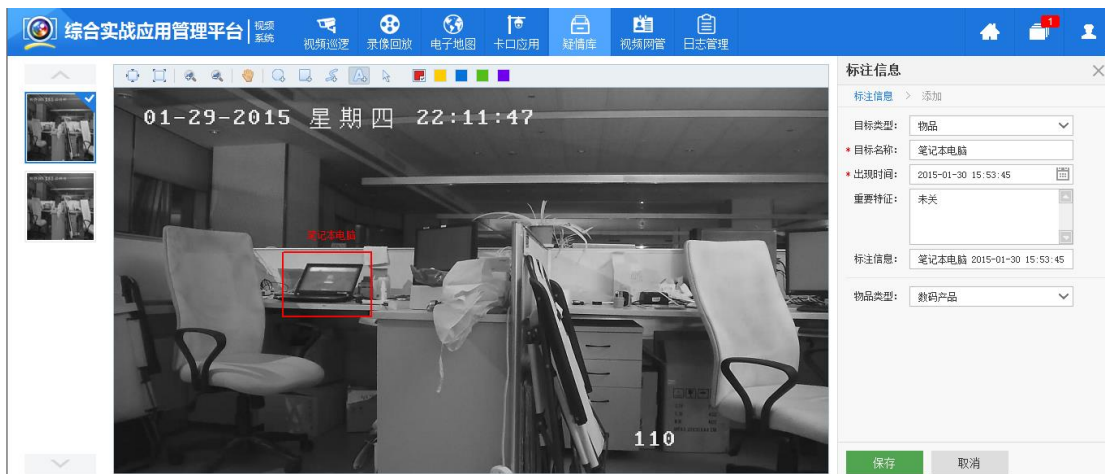 综合实战应用管理平台 视频系统
视频巡逻 录像回放 电子地图 卡口应用 疑情库 视频网管 日志管理
1
01-29-2015 星期四 22:11:47
笔记本电脑
110
标注信息
标注信息 > 添加
目标类型: 物品
* 目标名称: 笔记本电脑
* 出现时间: 2015-01-30 15:53:45
重要特征: 未关
标注信息: 笔记本电脑 2015-01-30 15:53:45
物品类型: 数码产品
保存 取消